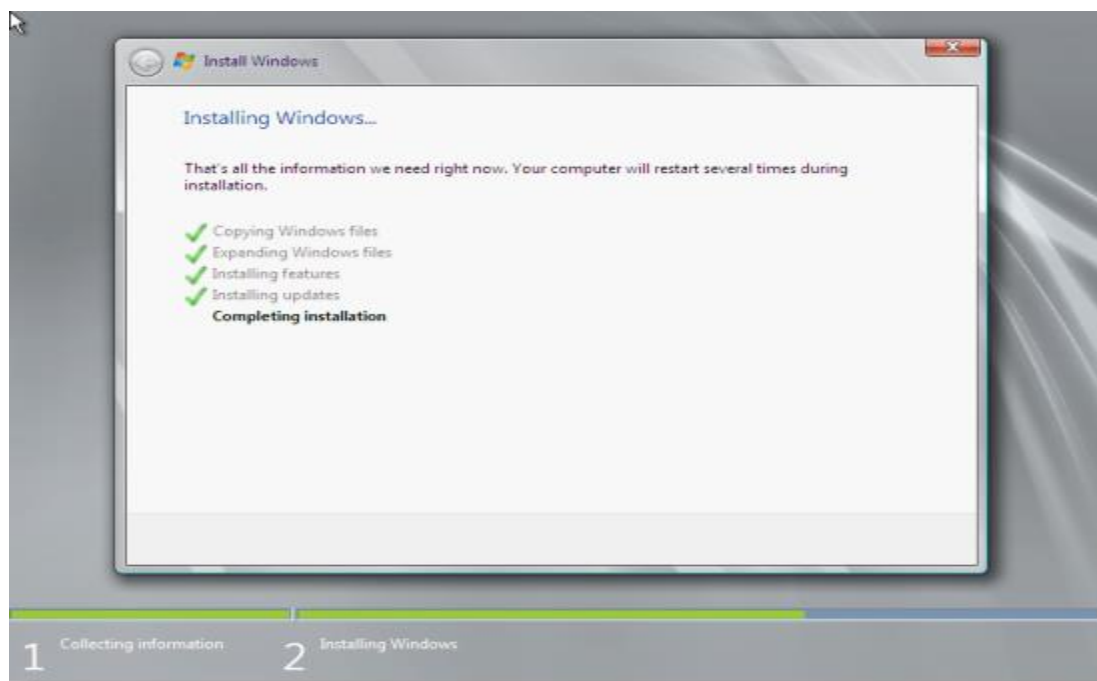 Install Windows
Installing Windows...
That's all the information we need right now. Your computer will restart several times during
installation.
Copying Windows files
Expanding Windows files
Installing features
Installing updates
Completing installation
1 Collecting information
2 Installing Windows